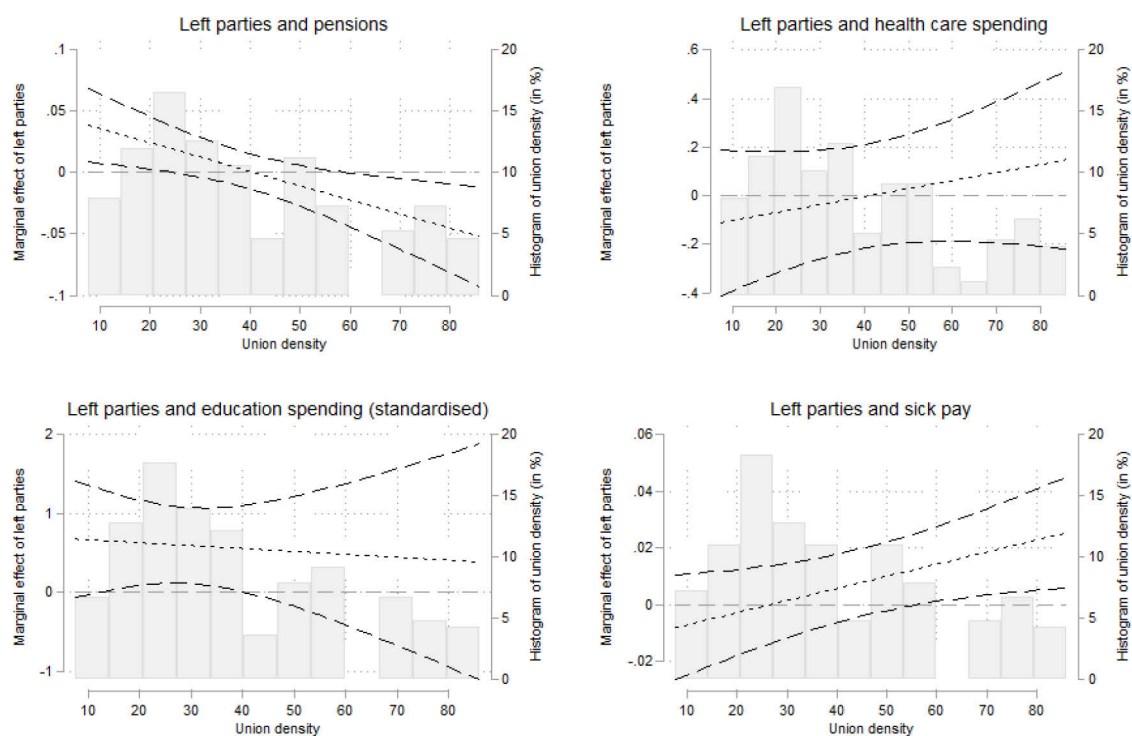 Left parties and pensions
Marginal effect of left parties
.1
.05
0
-.05
-.1
20
15
10
5
0
Histogram of union density (in %)
10 20 30 40 50 60 70 80
Union density
Left parties and health care spending
Marginal effect of left parties
.6
.4
.2
0
-.2
-.4
20
15
10
5
0
Histogram of union density (in %)
10 20 30 40 50 60 70 80
Union density
Left parties and education spending (standardised)
Marginal effect of left parties
2
1
0
-1
20
15
10
5
0
Histogram of union density (in %)
10 20 30 40 50 60 70 80
Union density
Left parties and sick pay
Marginal effect of left parties
.06
.04
.02
0
-.02
20
15
10
5
0
Histogram of union density (in %)
10 20 30 40 50 60 70 80
Union density